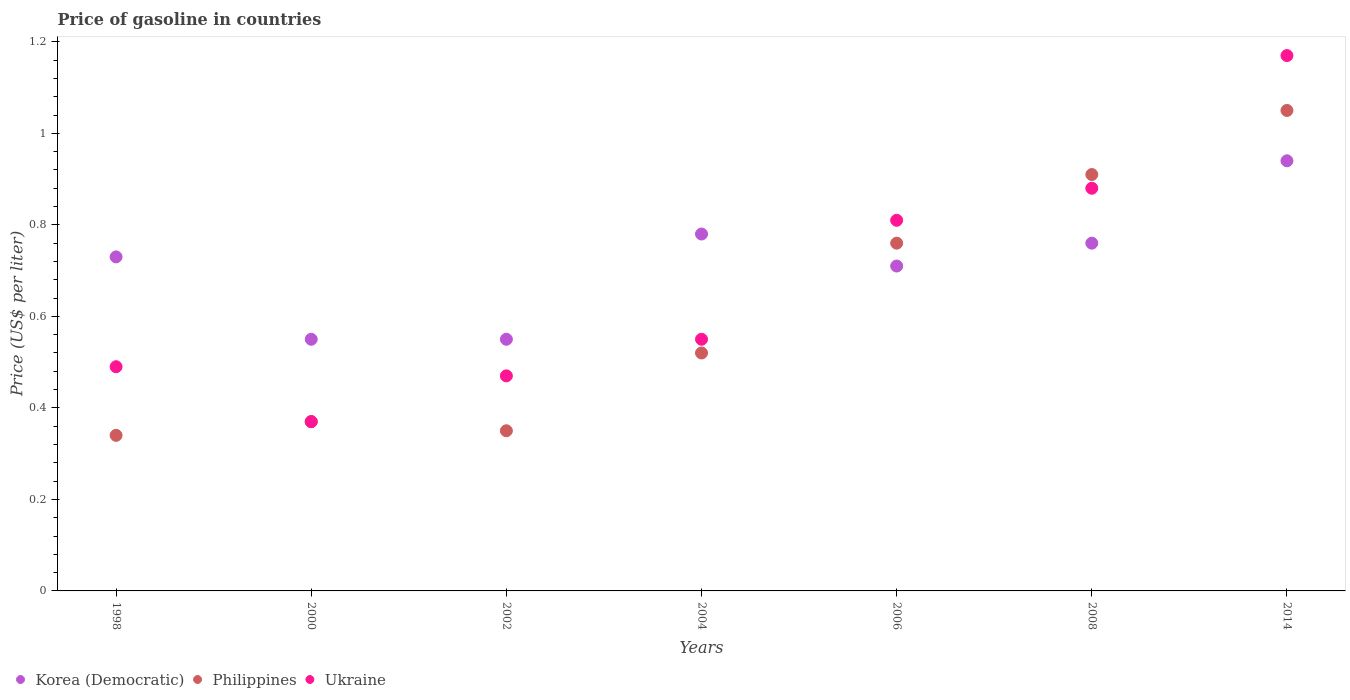 Price of gasoline in countries
Price (US$ per liter)
1.2
1
0.8
0.6
0.4
0.2
0
1998
2000
2002
2004
2006
2008
2014
Years
Korea (Democratic)
Philippines
Ukraine